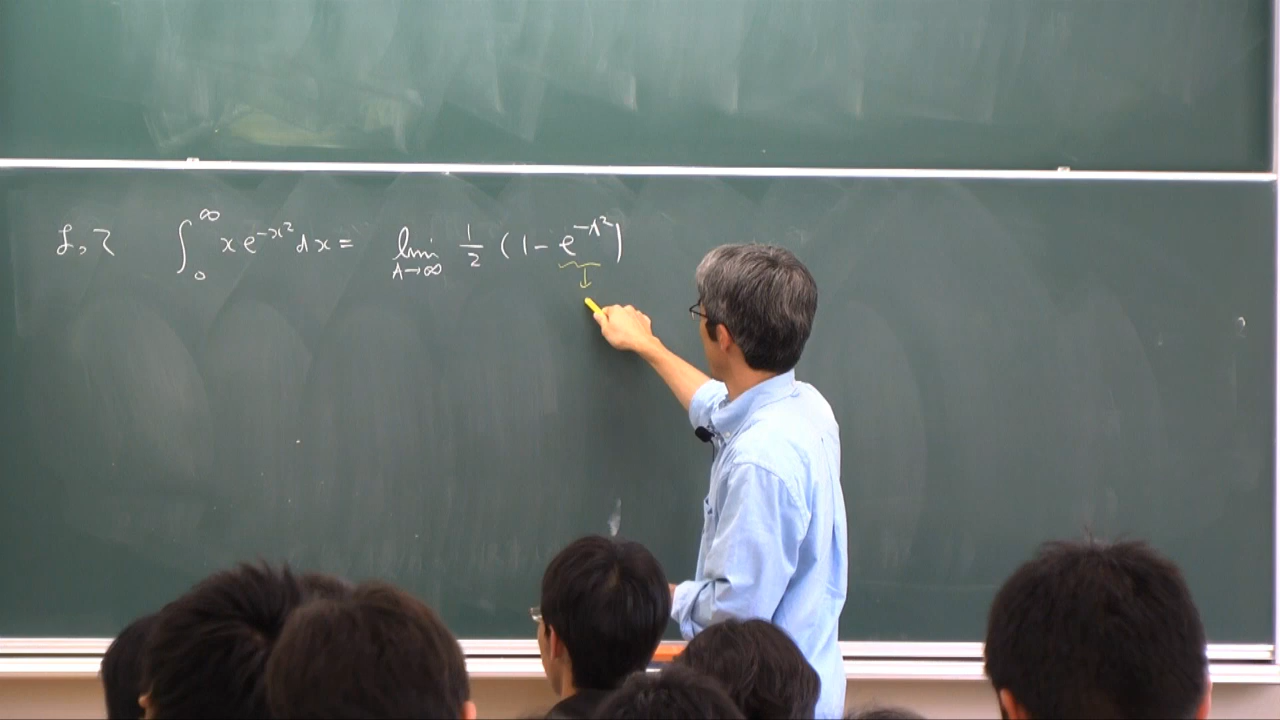 よって ∫₀^∞ x e^{-x²} dx = lim_{A→∞} 1/2 (1 - e^{-A²})
↓